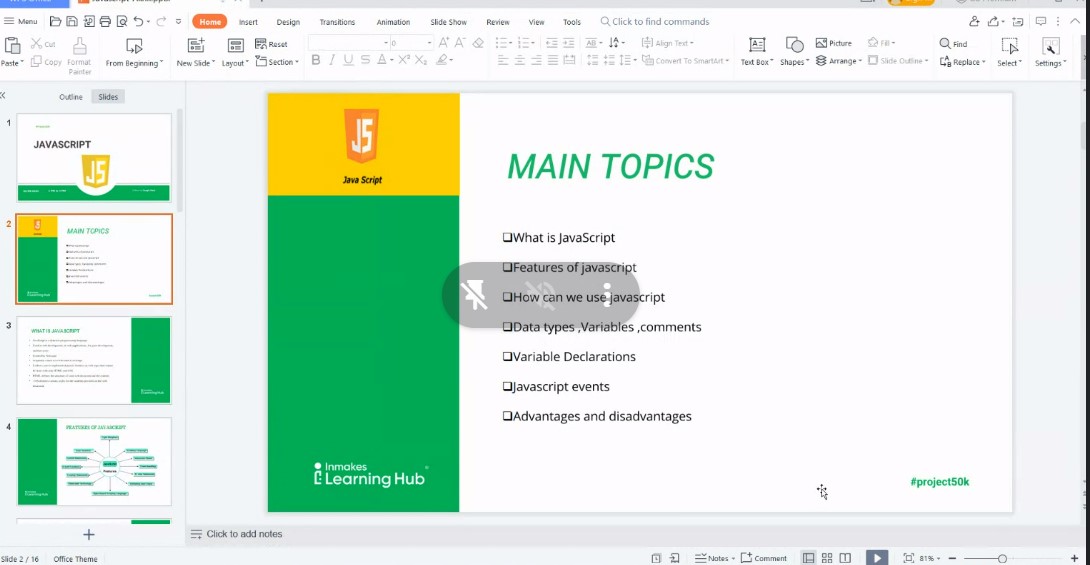 Menu
Home
Insert
Design
Transitions
Animation
Slide Show
Review
View
Tools
Click to find commands
Paste
Cut
Copy
Format
Painter
From Beginning
New Slide
Layout
Reset
Section
0
B I U S A X² X₂
Align Text
Convert To SmartArt
Text Box
Shapes
Picture
Arrange
Fill
Slide Outline
Find
Replace
Select
Settings
Outline
Slides
1
JAVASCRIPT
JS
2
MAIN TOPICS
Learning Hub
3
WHAT IS JAVASCRIPT
4
FEATURES OF JAVASCRIPT
JS
Java Script
MAIN TOPICS
What is JavaScript
Features of javascript
How can we use javascript
Data types ,Variables ,comments
Variable Declarations
Javascript events
Advantages and disadvantages
Inmakes
Learning Hub
#project50k
Click to add notes
Slide 2 / 16
Office Theme
Notes
Comment
81%